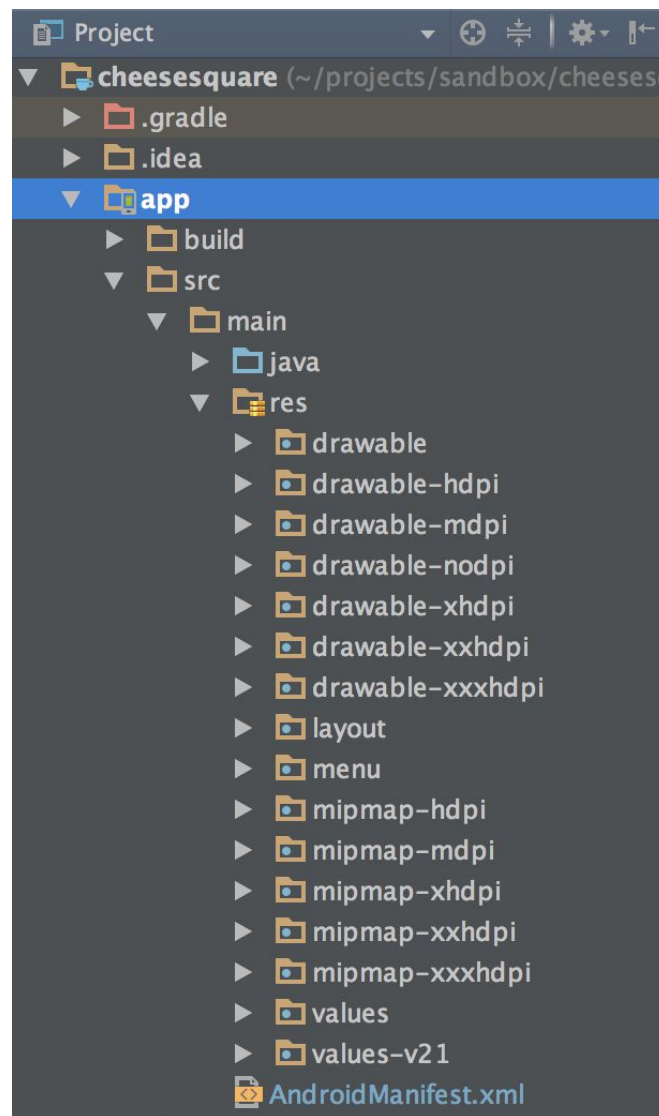 Project
cheesesquare (~/projects/sandbox/cheeses
.gradle
.idea
app
build
src
main
java
res
drawable
drawable-hdpi
drawable-mdpi
drawable-nodpi
drawable-xhdpi
drawable-xxhdpi
drawable-xxxhdpi
layout
menu
mipmap-hdpi
mipmap-mdpi
mipmap-xhdpi
mipmap-xxhdpi
mipmap-xxxhdpi
values
values-v21
AndroidManifest.xml